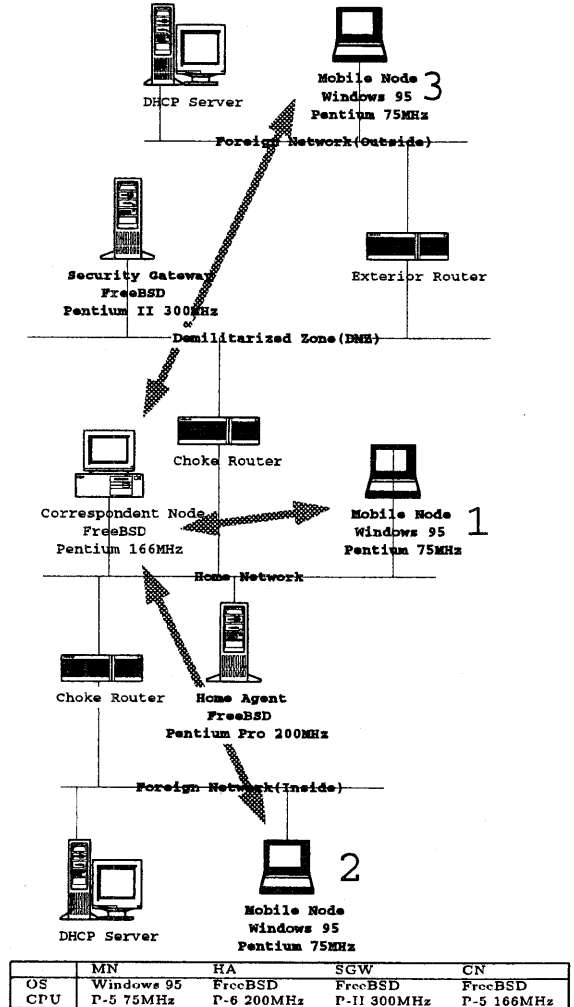 DHCP Server
Mobile Node
Windows 95
Pentium 75MHz
3
Foreign Network(Outside)
Security Gateway
FreeBSD
Pentium II 300MHz
Exterior Router
Demilitarized Zone(DMZ)
Choke Router
Correspondent Node
FreeBSD
Pentium 166MHz
Mobile Node
Windows 95
Pentium 75MHz
1
Home Network
Choke Router
Home Agent
FreeBSD
Pentium Pro 200MHz
Foreign Network(Inside)
DHCP Server
Mobile Node
Windows 95
Pentium 75MHz
2
MN HA SGW CN
OS Windows 95 FreeBSD FreeBSD FreeBSD
CPU P-5 75MHz P-6 200MHz P-II 300MHz P-5 166MHz